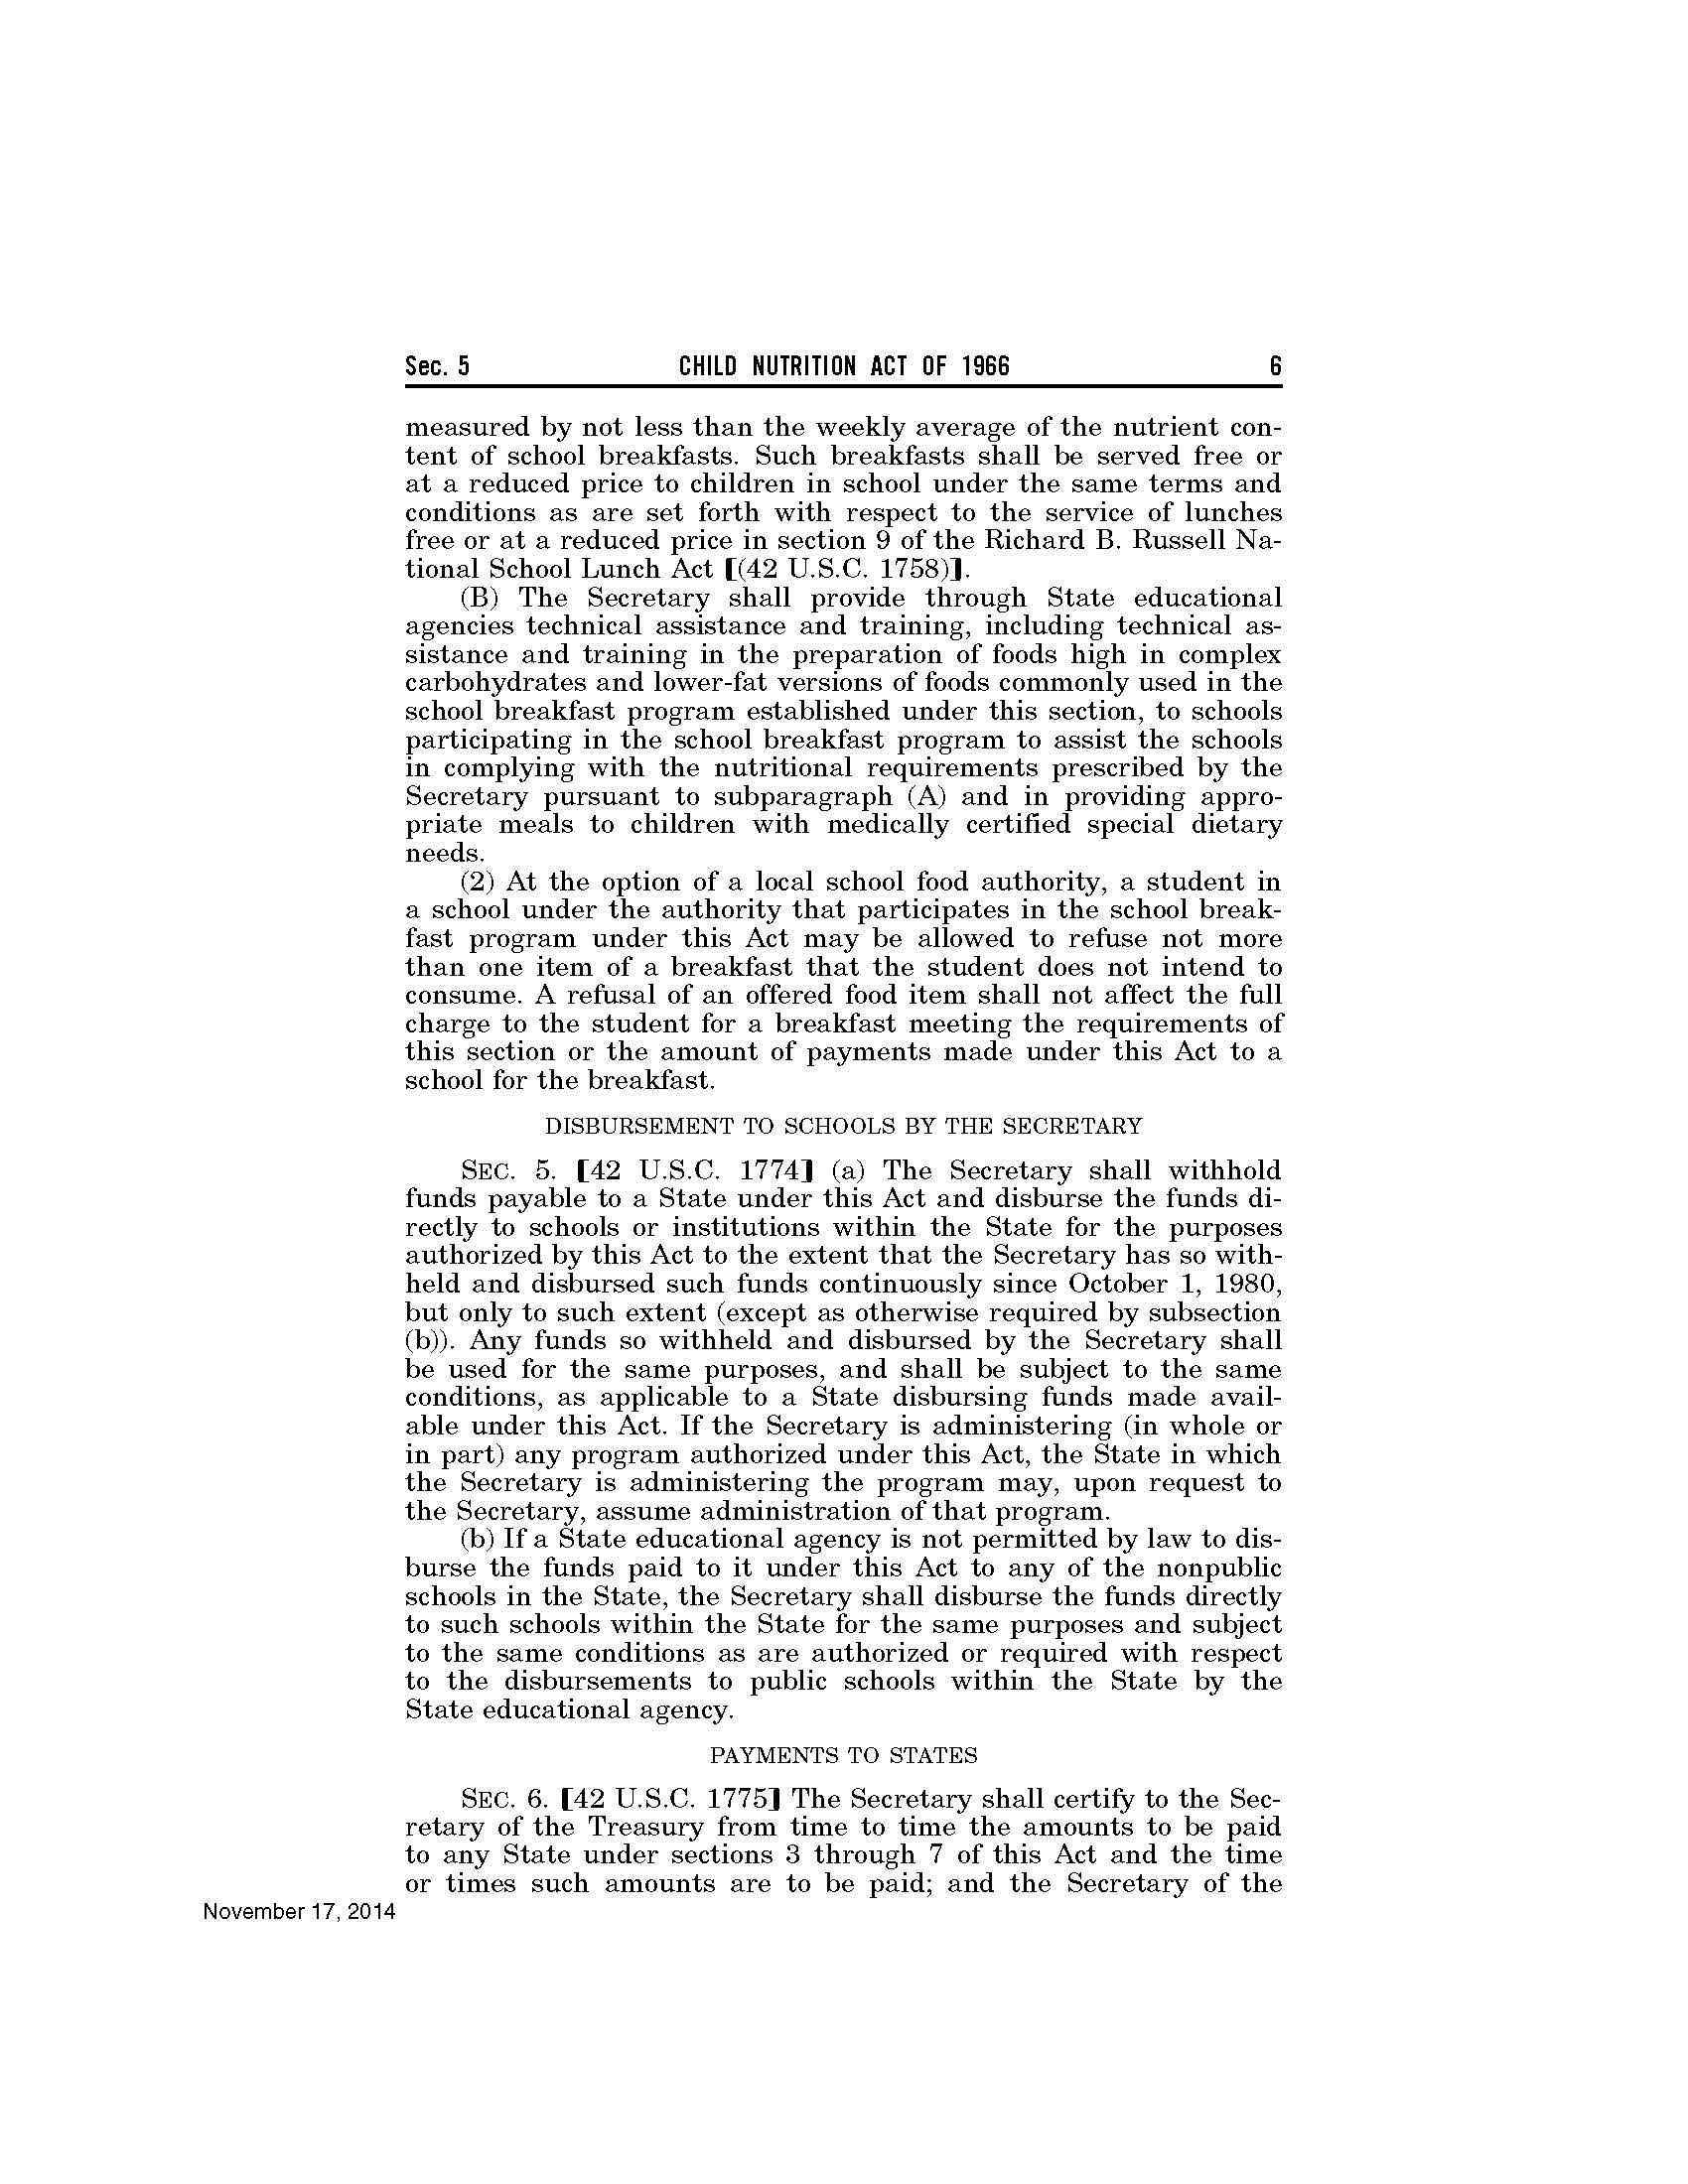 Sec. 5 CHILD NUTRITION ACT OF 1966 6
measured by not less than the weekly average of the nutrient con-
tent of school breakfasts. Such breakfasts shall be served free or
at a reduced price to children in school under the same terms and
conditions as are set forth with respect to the service of lunches
free or at a reduced price in section 9 of the Richard B. Russell Na-
tional School Lunch Act [(42 U.S.C. 1758)].
(B) The Secretary shall provide through State educational
agencies technical assistance and training, including technical as-
sistance and training in the preparation of foods high in complex
carbohydrates and lower-fat versions of foods commonly used in the
school breakfast program established under this section, to schools
participating in the school breakfast program to assist the schools
in complying with the nutritional requirements prescribed by the
Secretary pursuant to subparagraph (A) and in providing appro-
priate meals to children with medically certified special dietary
needs.
(2) At the option of a local school food authority, a student in
a school under the authority that participates in the school break-
fast program under this Act may be allowed to refuse not more
than one item of a breakfast that the student does not intend to
consume. A refusal of an offered food item shall not affect the full
charge to the student for a breakfast meeting the requirements of
this section or the amount of payments made under this Act to a
school for the breakfast.
DISBURSEMENT TO SCHOOLS BY THE SECRETARY
SEC. 5. [42 U.S.C. 1774] (a) The Secretary shall withhold
funds payable to a State under this Act and disburse the funds di-
rectly to schools or institutions within the State for the purposes
authorized by this Act to the extent that the Secretary has so with-
held and disbursed such funds continuously since October 1, 1980,
but only to such extent (except as otherwise required by subsection
(b)). Any funds so withheld and disbursed by the Secretary shall
be used for the same purposes, and shall be subject to the same
conditions, as applicable to a State disbursing funds made avail-
able under this Act. If the Secretary is administering (in whole or
in part) any program authorized under this Act, the State in which
the Secretary is administering the program may, upon request to
the Secretary, assume administration of that program.
(b) If a State educational agency is not permitted by law to dis-
burse the funds paid to it under this Act to any of the nonpublic
schools in the State, the Secretary shall disburse the funds directly
to such schools within the State for the same purposes and subject
to the same conditions as are authorized or required with respect
to the disbursements to public schools within the State by the
State educational agency.
PAYMENTS TO STATES
SEC. 6. [42 U.S.C. 1775] The Secretary shall certify to the Sec-
retary of the Treasury from time to time the amounts to be paid
to any State under sections 3 through 7 of this Act and the time
or times such amounts are to be paid; and the Secretary of the
November 17, 2014